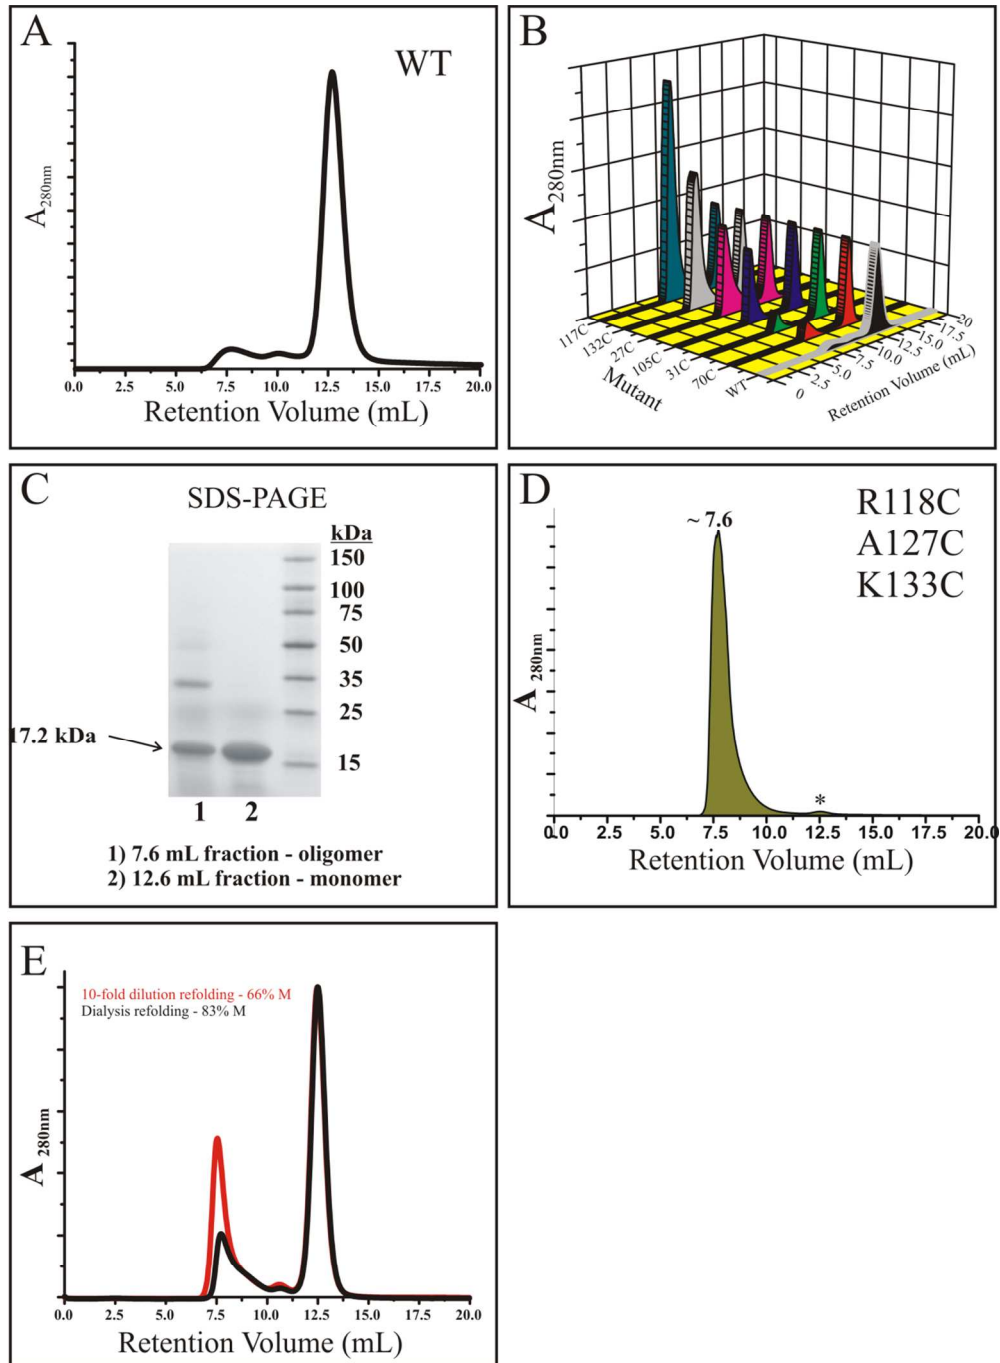 A
WT
A280nm
0.0 2.5 5.0 7.5 10.0 12.5 15.0 17.5 20.0
Retention Volume (mL)
B
A280nm
117C
132C
27C
105C
31C
70C
WT
Mutant
0
2.5
5.0
7.5
10.0
12.5
15.0
17.5
20
Retention Volume (mL)
C
SDS-PAGE
kDa
150
100
75
50
35
25
15
17.2 kDa
1 2
1) 7.6 mL fraction - oligomer
2) 12.6 mL fraction - monomer
D
R118C
A127C
K133C
~ 7.6
*
A 280nm
0.0 2.5 5.0 7.5 10.0 12.5 15.0 17.5 20.0
Retention Volume (mL)
E
10-fold dilution refolding - 66% M
Dialysis refolding - 83% M
A 280nm
0.0 2.5 5.0 7.5 10.0 12.5 15.0 17.5 20.0
Retention Volume (mL)